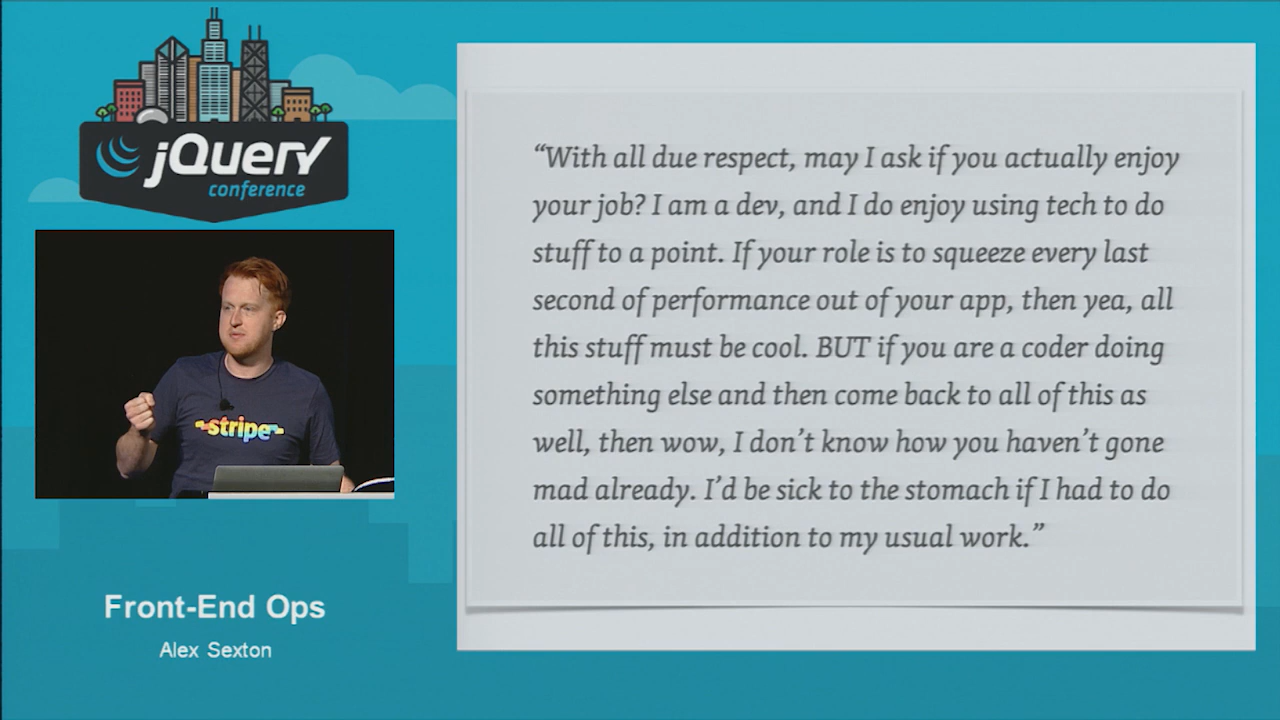 jQuery
conference
stripe
Front-End Ops
Alex Sexton
“With all due respect, may I ask if you actually enjoy
your job? I am a dev, and I do enjoy using tech to do
stuff to a point. If your role is to squeeze every last
second of performance out of your app, then yea, all
this stuff must be cool. BUT if you are a coder doing
something else and then come back to all of this as
well, then wow, I don’t know how you haven’t gone
mad already. I’d be sick to the stomach if I had to do
all of this, in addition to my usual work.”